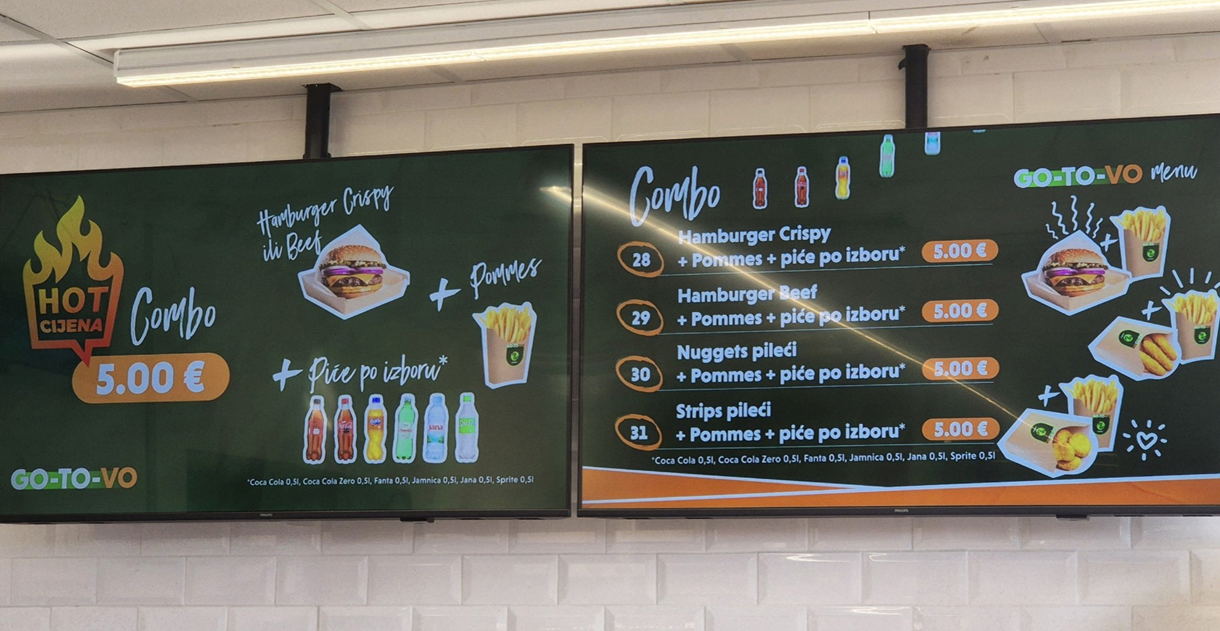 HOT
CIJENA
Combo
5.00 €
Hamburger Crispy
ili Beef
+ Pommes
+ Piće po izboru*
GO-TO-VO
*Coca Cola 0,5l, Coca Cola Zero 0,5l, Fanta 0,5l, Jamnica 0,5l, Jana 0,5l, Sprite 0,5l
Combo
GO-TO-VO menu
28 Hamburger Crispy
+ Pommes + piće po izboru* 5.00 €
29 Hamburger Beef
+ Pommes + piće po izboru* 5.00 €
30 Nuggets pileći
+ Pommes + piće po izboru* 5.00 €
31 Strips pileći
+ Pommes + piće po izboru* 5.00 €
*Coca Cola 0,5l, Coca Cola Zero 0,5l, Fanta 0,5l, Jamnica 0,5l, Jana 0,5l, Sprite 0,5l
PHILIPS
PHILIPS